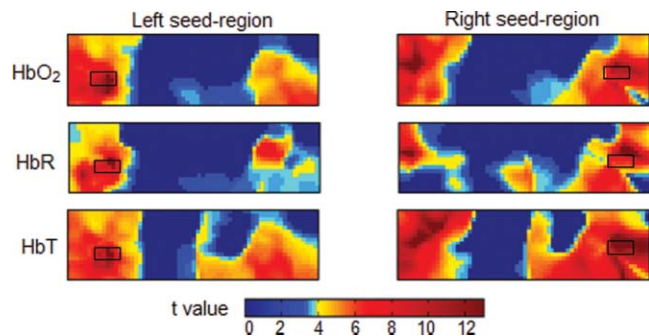 Left seed-region Right seed-region
HbO₂
HbR
HbT
t value
0 2 4 6 8 10 12